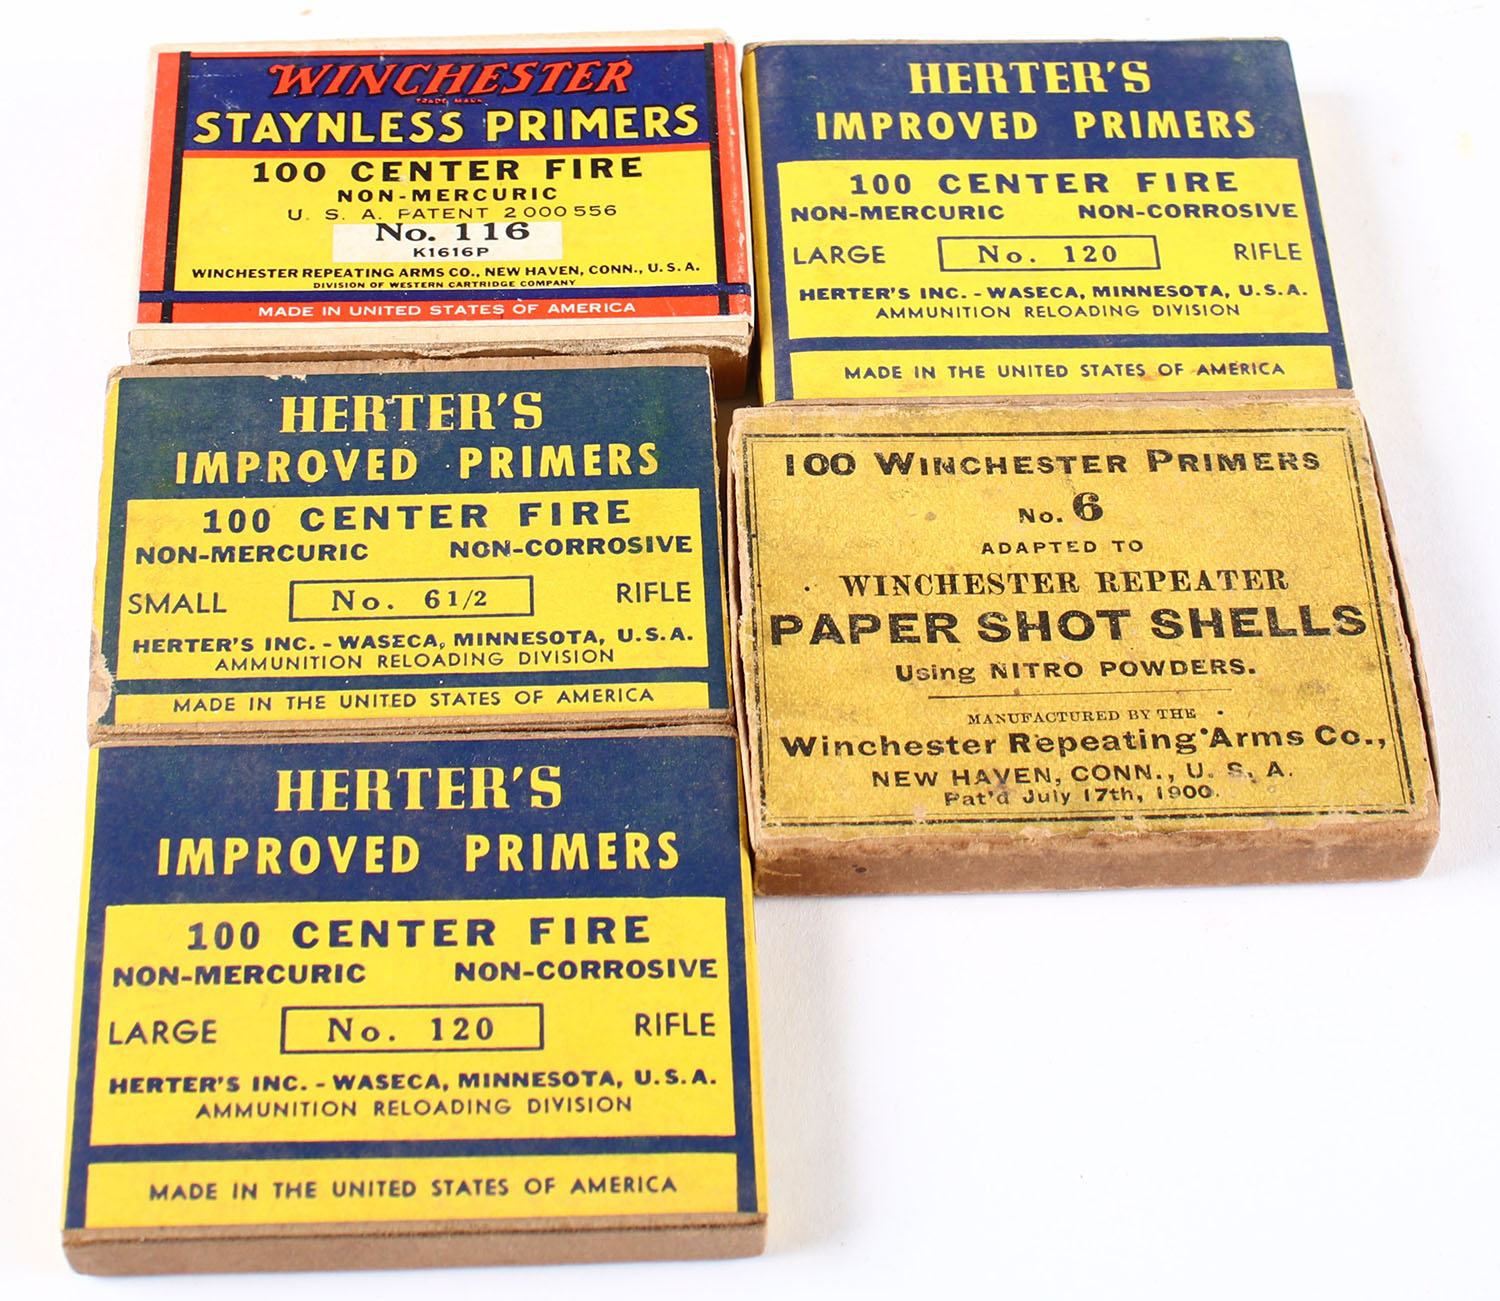 WINCHESTER
TRADE MARK
STAYNLESS PRIMERS
100 CENTER FIRE
NON-MERCURIC
U. S. A. PATENT 2000556
No. 116
K1616P
WINCHESTER REPEATING ARMS CO., NEW HAVEN, CONN., U.S.A.
DIVISION OF WESTERN CARTRIDGE COMPANY
MADE IN UNITED STATES OF AMERICA
HERTER'S
IMPROVED PRIMERS
100 CENTER FIRE
NON-MERCURIC NON-CORROSIVE
LARGE No. 120 RIFLE
HERTER'S INC. - WASECA, MINNESOTA, U.S.A.
AMMUNITION RELOADING DIVISION
MADE IN THE UNITED STATES OF AMERICA
HERTER'S
IMPROVED PRIMERS
100 CENTER FIRE
NON-MERCURIC NON-CORROSIVE
SMALL No. 6 1/2 RIFLE
HERTER'S INC. - WASECA, MINNESOTA, U.S.A.
AMMUNITION RELOADING DIVISION
MADE IN THE UNITED STATES OF AMERICA
100 WINCHESTER PRIMERS
No. 6
ADAPTED TO
WINCHESTER REPEATER
PAPER SHOT SHELLS
Using NITRO POWDERS.
MANUFACTURED BY THE
Winchester Repeating Arms Co.,
NEW HAVEN, CONN., U. S. A.
Pat'd July 17th, 1900.
HERTER'S
IMPROVED PRIMERS
100 CENTER FIRE
NON-MERCURIC NON-CORROSIVE
LARGE No. 120 RIFLE
HERTER'S INC. - WASECA, MINNESOTA, U.S.A.
AMMUNITION RELOADING DIVISION
MADE IN THE UNITED STATES OF AMERICA